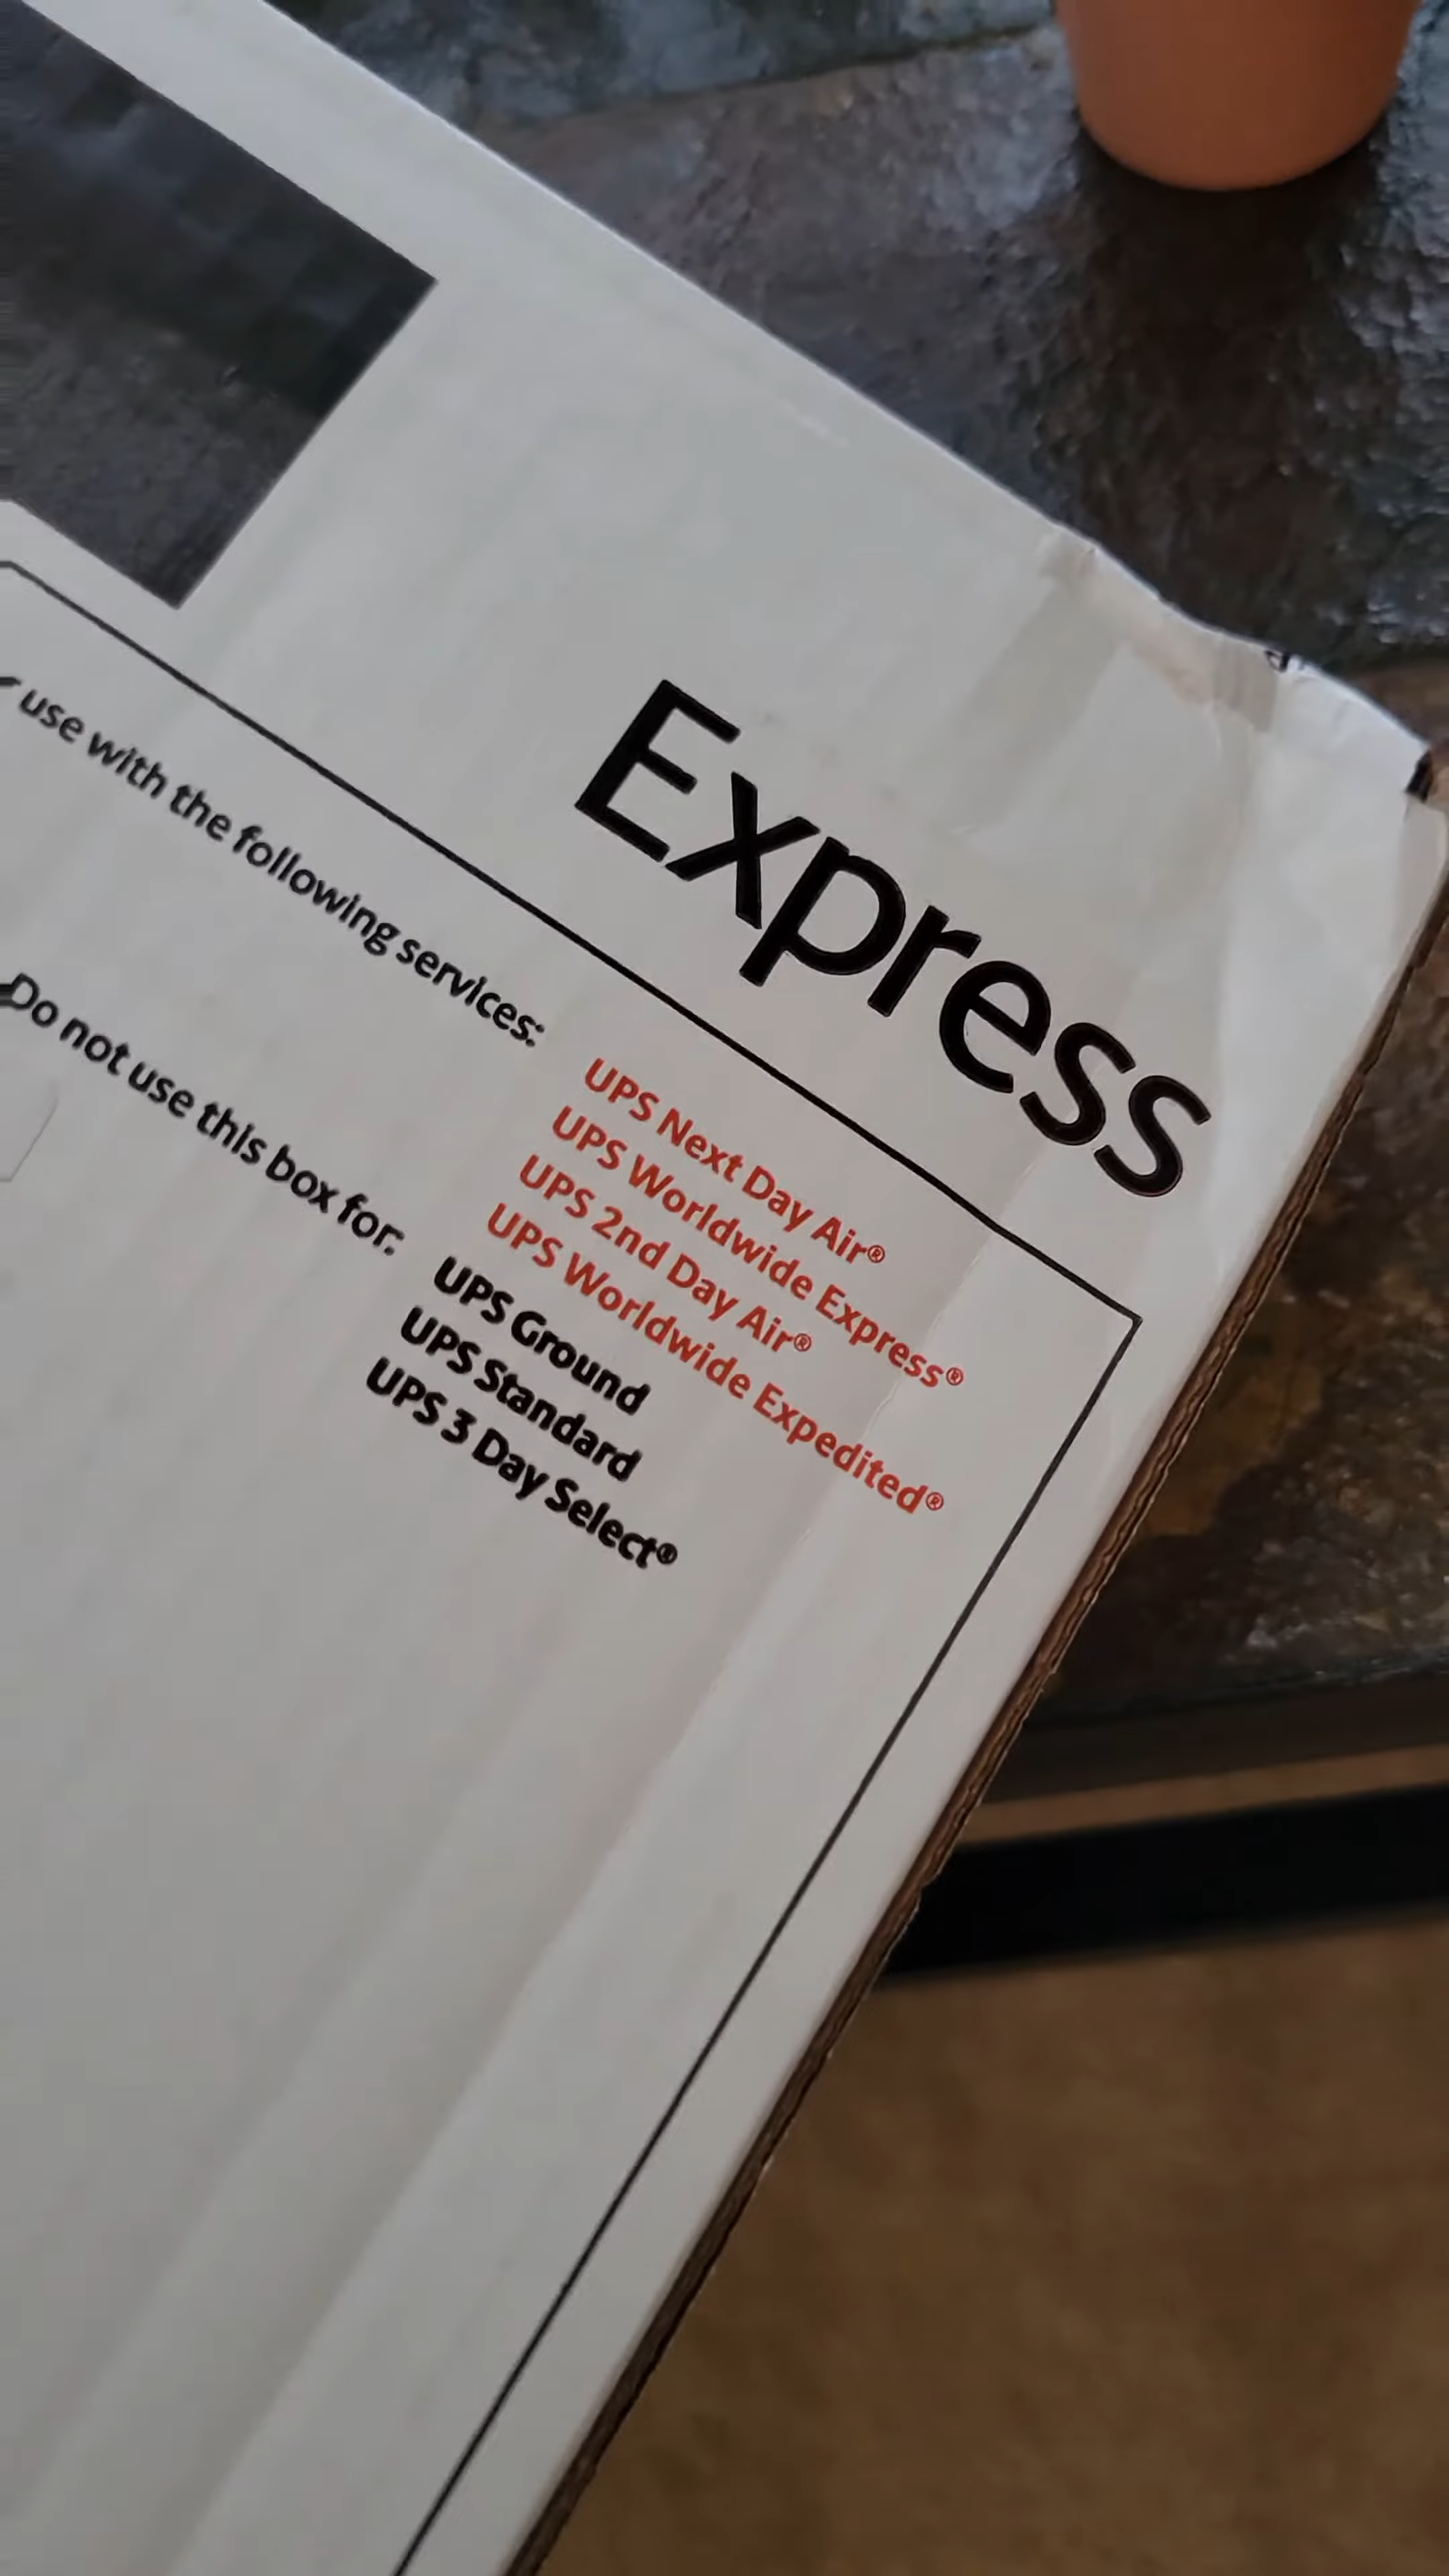 Express
use with the following services:
UPS Next Day Air®
UPS Worldwide Express®
UPS 2nd Day Air®
UPS Worldwide Expedited®
Do not use this box for:
UPS Ground
UPS Standard
UPS 3 Day Select®